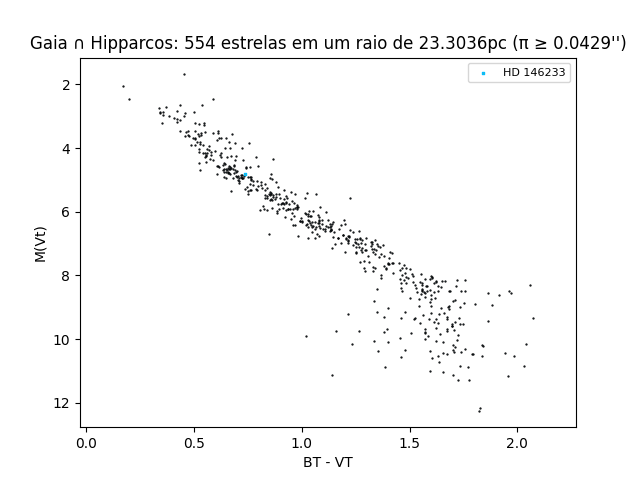 Gaia ∩ Hipparcos: 554 estrelas em um raio de 23.3036pc (π ≥ 0.0429'')
HD 146233
2
4
6
8
10
12
M(Vt)
0.0 0.5 1.0 1.5 2.0
BT - VT